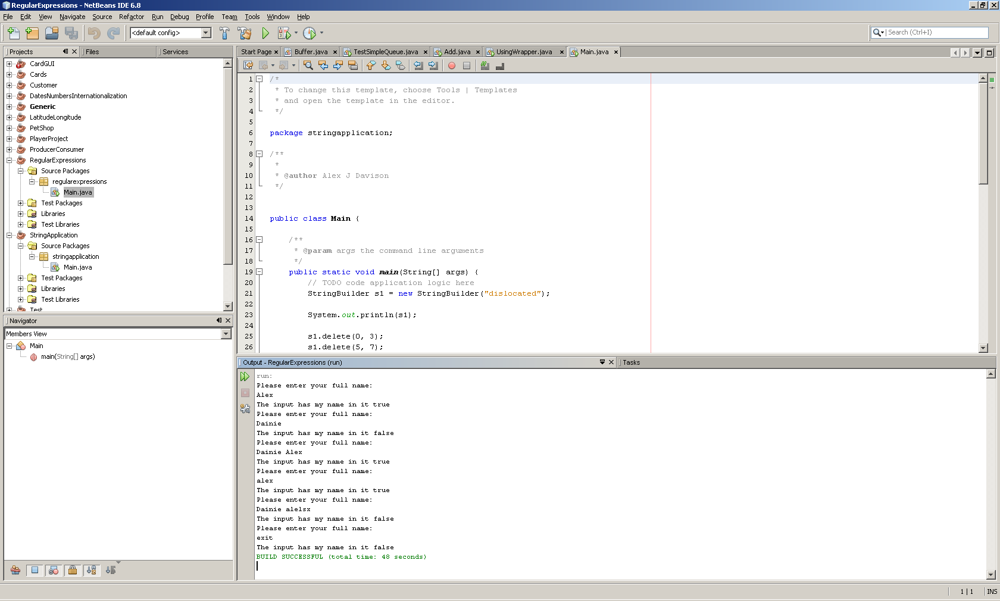 RegularExpressions - NetBeans IDE 6.8
File Edit View Navigate Source Refactor Run Debug Profile Team Tools Window Help
<default config>
Search (Ctrl+I)
Projects
Files
Services
CardGUI
Cards
Customer
DatesNumbersInternationalization
Generic
LatitudeLongitude
PetShop
PlayerProject
ProducerConsumer
RegularExpressions
Source Packages
regularexpressions
Main.java
Test Packages
Libraries
Test Libraries
StringApplication
Source Packages
stringapplication
Main.java
Test Packages
Libraries
Test Libraries
Test
Navigator
Members View
Main
main(String[] args)
Start Page Buffer.java TestSimpleQueue.java Add.java UsingWrapper.java Main.java
1 /*
2 * To change this template, choose Tools | Templates
3 * and open the template in the editor.
4 */
5
6 package stringapplication;
7
8 /**
9 *
10 * @author Alex J Davison
11 */
12
13
14 public class Main {
15
16 /**
17 * @param args the command line arguments
18 */
19 public static void main(String[] args) {
20 // TODO code application logic here
21 StringBuilder s1 = new StringBuilder("dislocated");
22
23 System.out.println(s1);
24
25 s1.delete(0, 3);
26 s1.delete(5, 7);
Output - RegularExpressions (run)
Tasks
run:
Please enter your full name:
Alex
The input has my name in it true
Please enter your full name:
Dainie
The input has my name in it false
Please enter your full name:
Dainie Alex
The input has my name in it true
Please enter your full name:
alex
The input has my name in it true
Please enter your full name:
Dainie alelsx
The input has my name in it false
Please enter your full name:
exit
The input has my name in it false
BUILD SUCCESSFUL (total time: 48 seconds)
1 | 1 INS